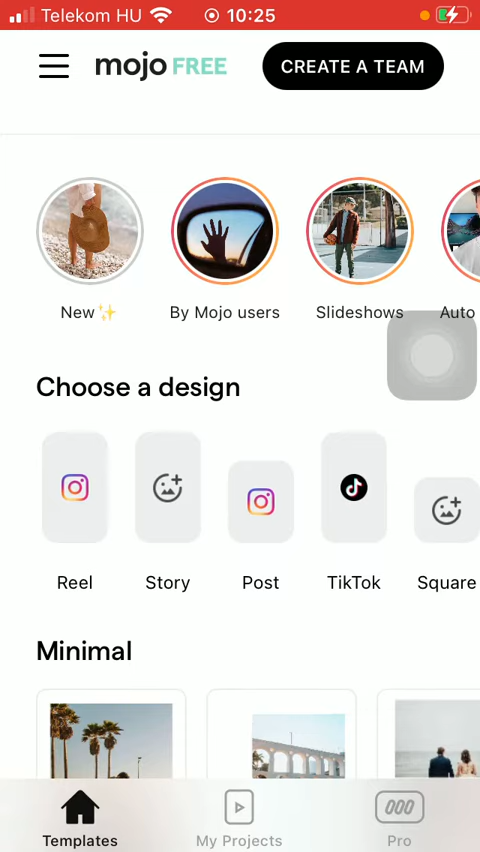 Telekom HU 10:25
mojo FREE
CREATE A TEAM
New✨ By Mojo users Slideshows Auto
Choose a design
Reel Story Post TikTok Square
Minimal
Templates My Projects Pro